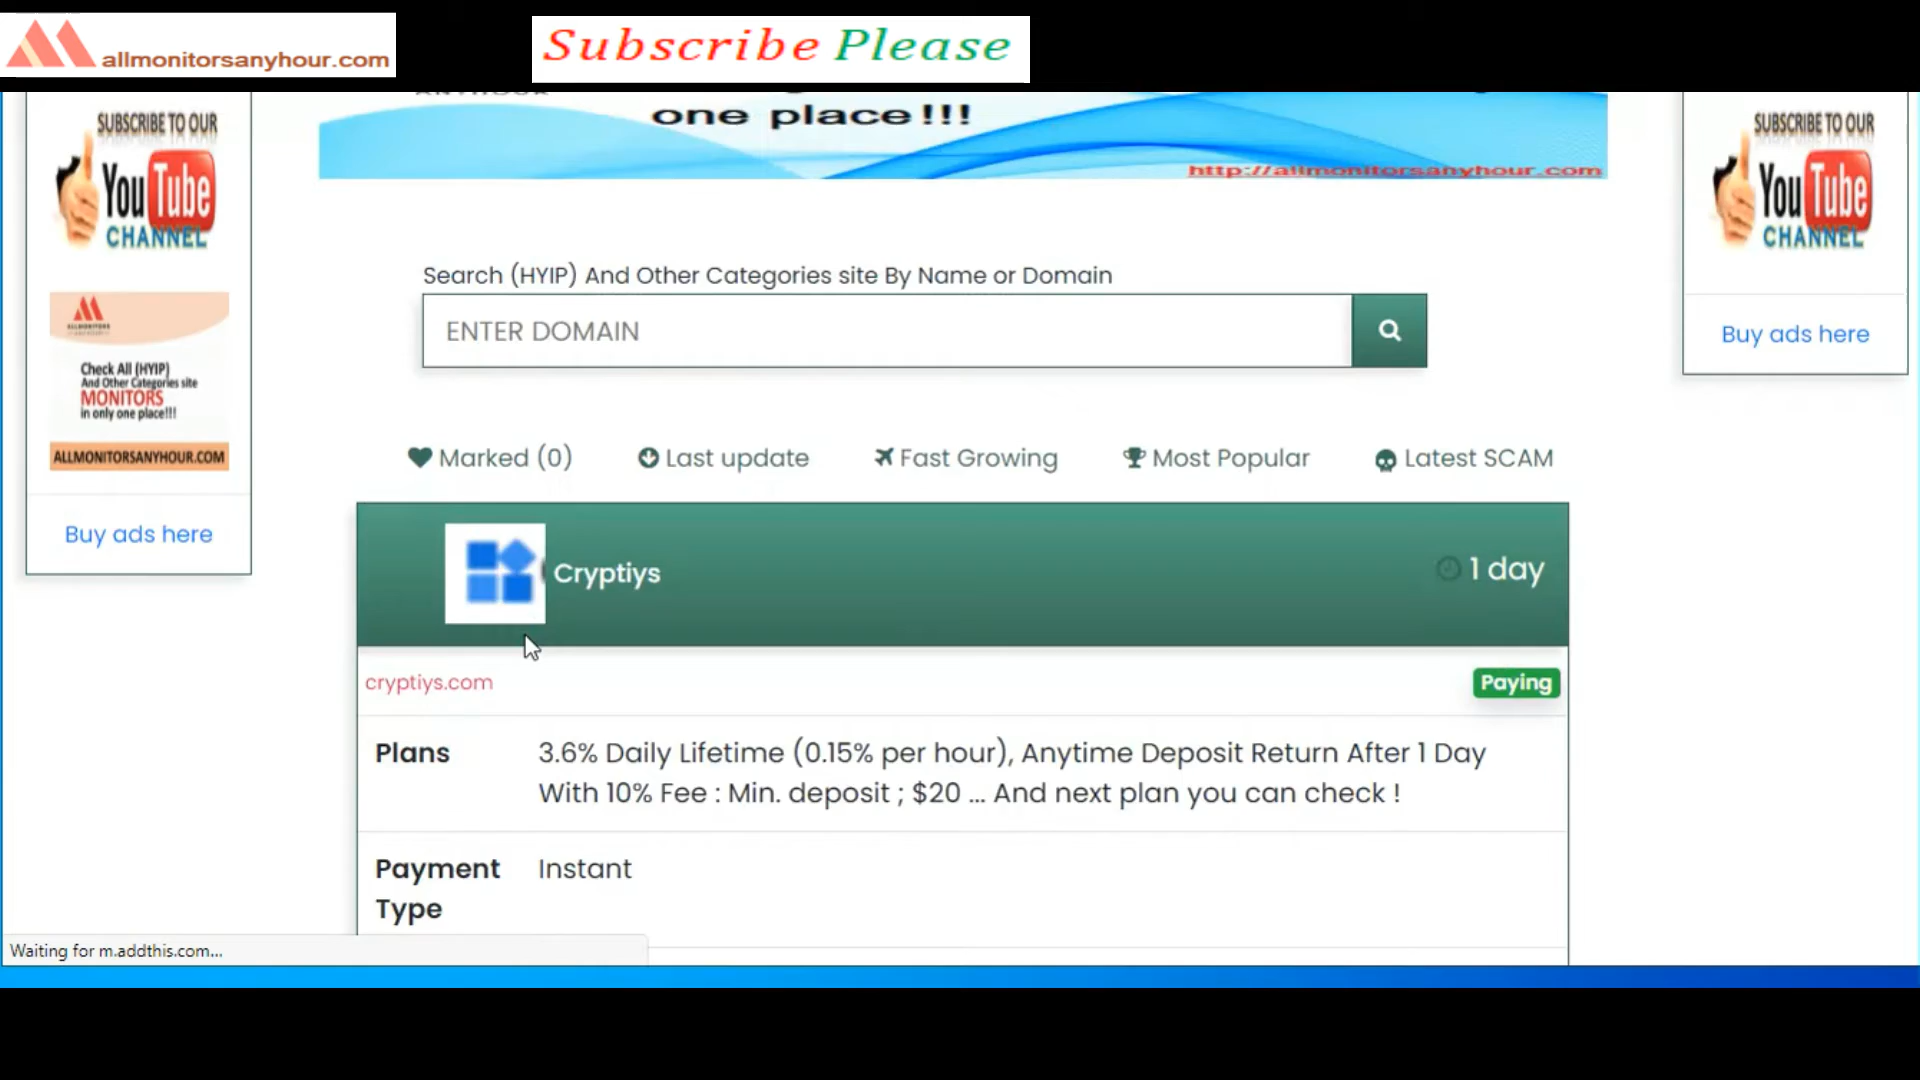 allmonitorsanyhour.com
Subscribe Please
one place!!!
http://allmonitorsanyhour.com
SUBSCRIBE TO OUR
YouTube
CHANNEL
Check All (HYIP)
And Other Categories site
MONITORS
in only one place!!!
ALLMONITORSANYHOUR.COM
Buy ads here
SUBSCRIBE TO OUR
YouTube
CHANNEL
Buy ads here
Search (HYIP) And Other Categories site By Name or Domain
ENTER DOMAIN
Marked (0) Last update Fast Growing Most Popular Latest SCAM
Cryptiys 1 day
cryptiys.com Paying
Plans 3.6% Daily Lifetime (0.15% per hour), Anytime Deposit Return After 1 Day
With 10% Fee : Min. deposit ; $20 ... And next plan you can check !
Payment Instant
Type
Waiting for m.addthis.com...